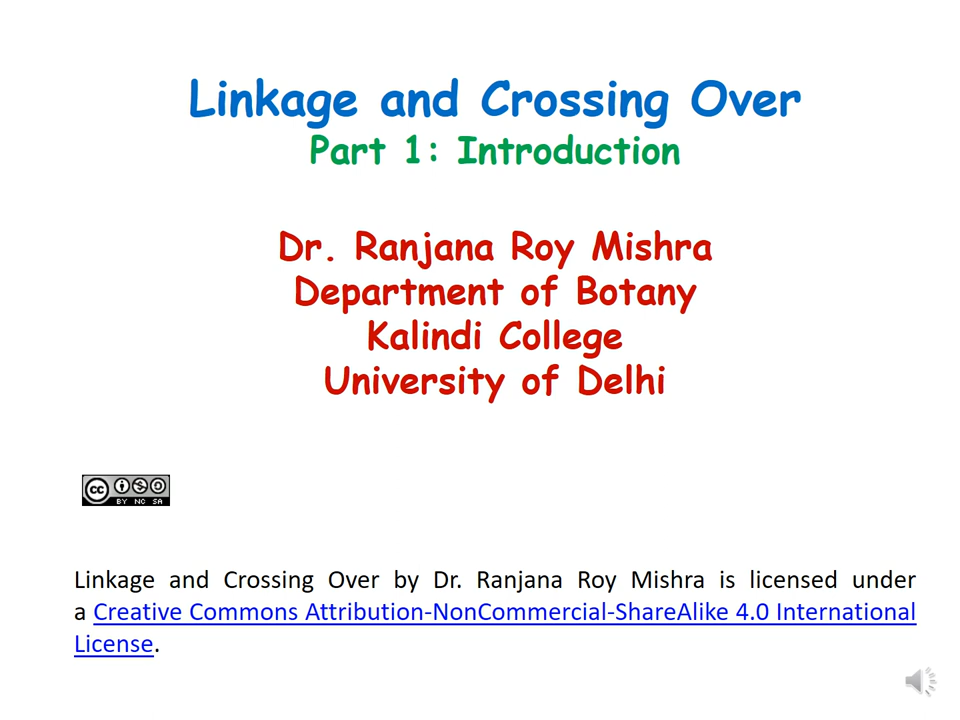 Linkage and Crossing Over
Part 1: Introduction
Dr. Ranjana Roy Mishra
Department of Botany
Kalindi College
University of Delhi
cc
BY NC SA
Linkage and Crossing Over by Dr. Ranjana Roy Mishra is licensed under
a Creative Commons Attribution-NonCommercial-ShareAlike 4.0 International
License.